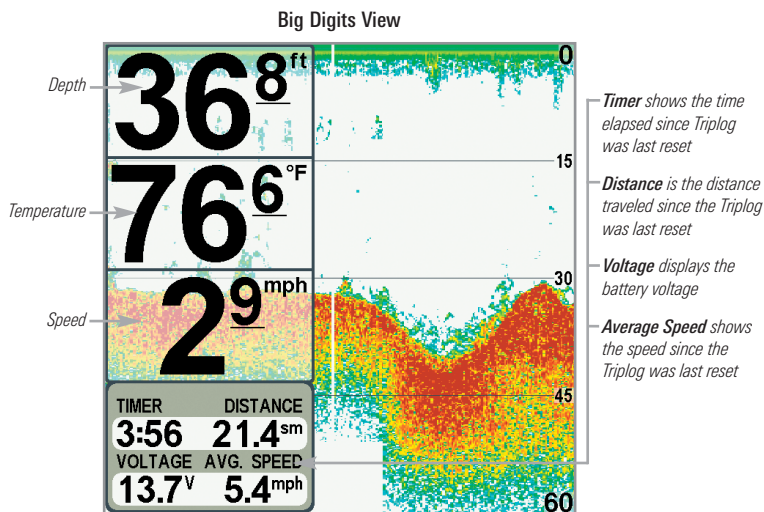 Big Digits View
Depth
Temperature
Speed
36 8 ft
76 6 °F
2 9 mph
TIMER DISTANCE
3:56 21.4 sm
VOLTAGE AVG. SPEED
13.7 V 5.4 mph
0
15
30
45
60
Timer shows the time
elapsed since Triplog
was last reset
Distance is the distance
traveled since the Triplog
was last reset
Voltage displays the
battery voltage
Average Speed shows
the speed since the
Triplog was last reset